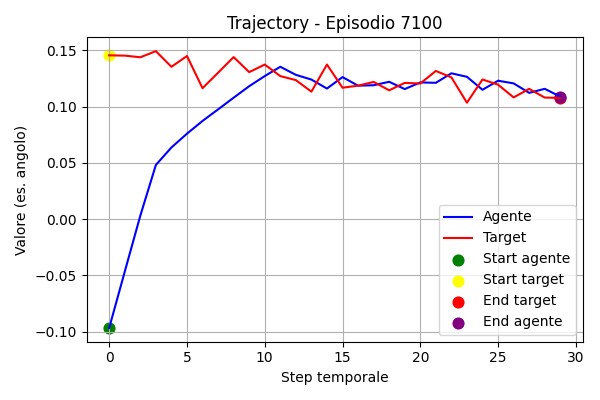 Trajectory - Episodio 7100
Valore (es. angolo)
0.15
0.10
0.05
0.00
−0.05
−0.10
0
5
10
15
20
25
30
Step temporale
Agente
Target
Start agente
Start target
End target
End agente